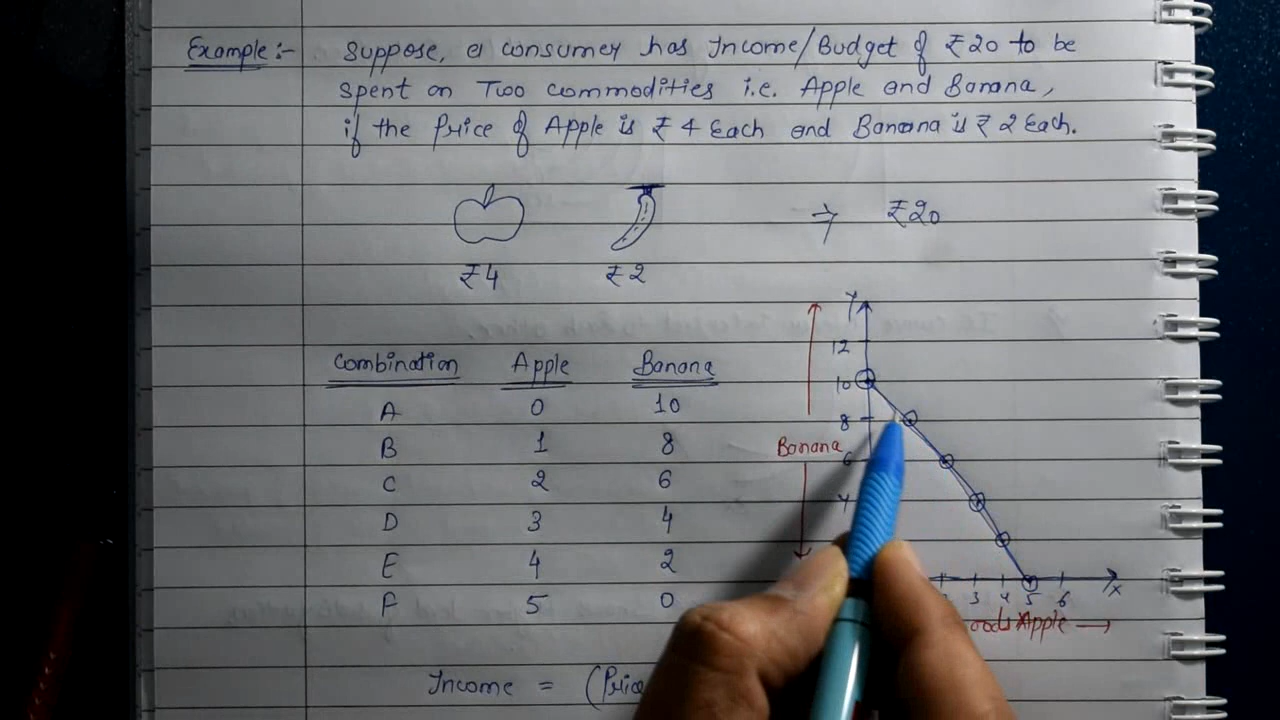 Example:- Suppose, a consumer has Income/Budget of ₹20 to be
spent on Two commodities i.e. Apple and Banana,
if the Price of Apple is ₹4 Each and Banana is ₹2 Each.
⇒ ₹20
₹4 ₹2
Combination Apple Banana
A 0 10
B 1 8
C 2 6
D 3 4
E 4 2
F 5 0
Income = (Price
Y
12
10
8
Banana 6
4
2 3 4 5 6 X
Apple →